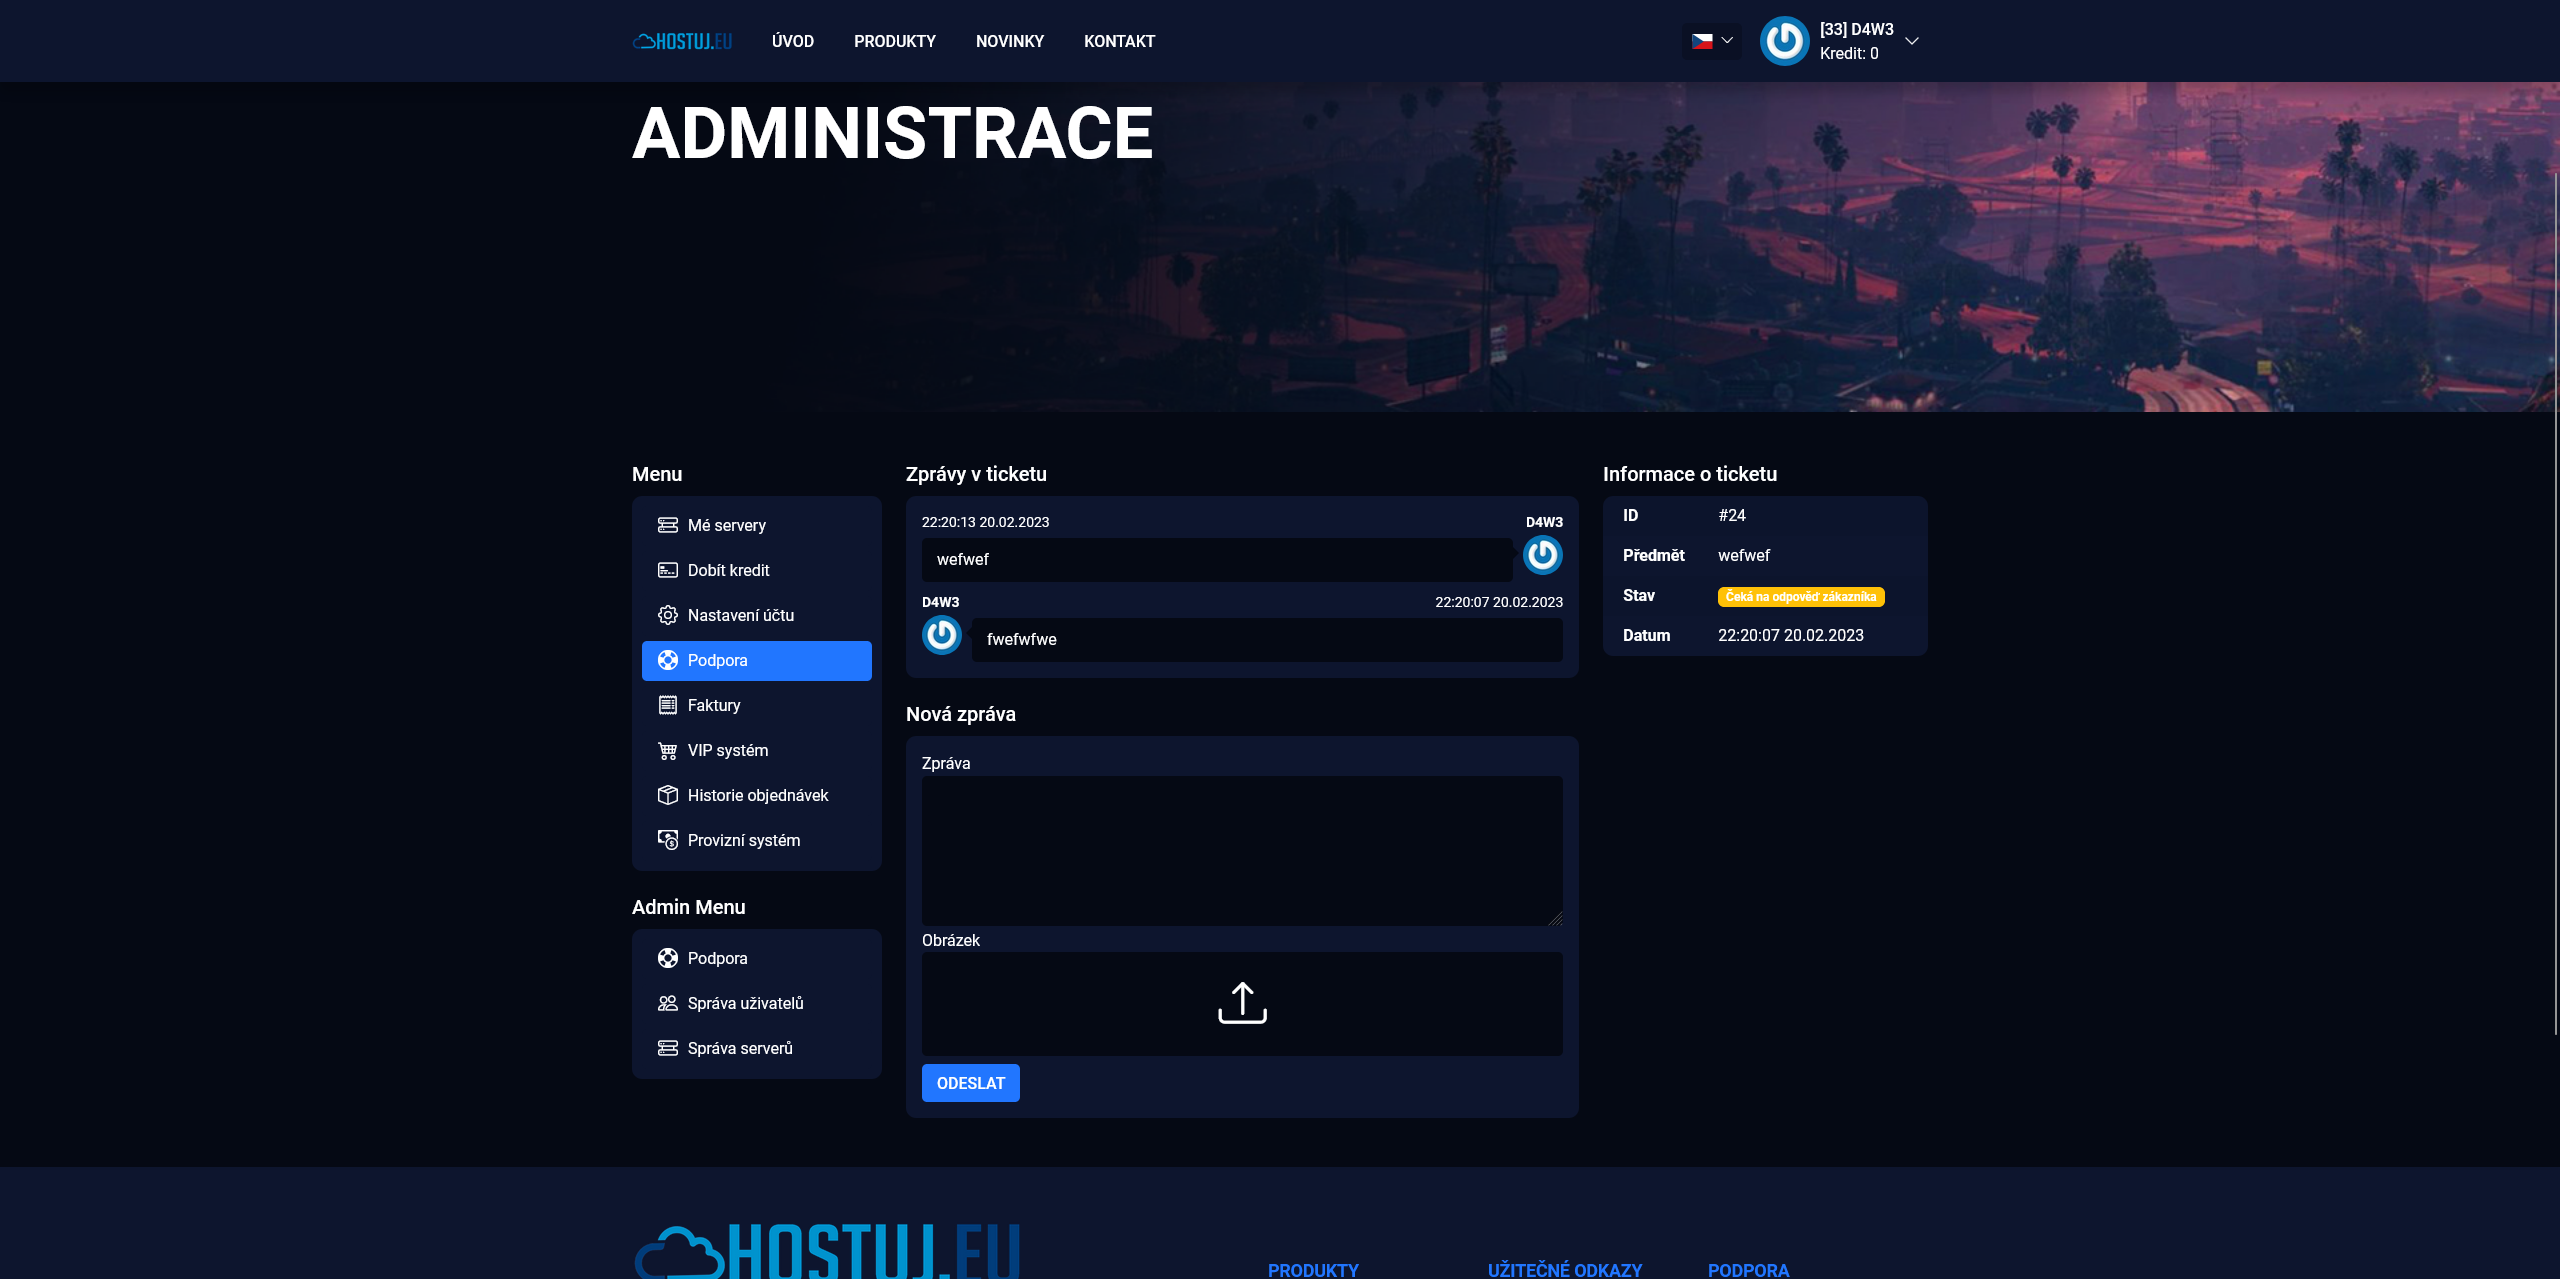 HOSTUJ.EU
ÚVOD
PRODUKTY
NOVINKY
KONTAKT
[33] D4W3
Kredit: 0
ADMINISTRACE
Menu
Mé servery
Dobít kredit
Nastavení účtu
Podpora
Faktury
VIP systém
Historie objednávek
Provizní systém
Admin Menu
Podpora
Správa uživatelů
Správa serverů
Zprávy v ticketu
22:20:13 20.02.2023 D4W3
wefwef
D4W3 22:20:07 20.02.2023
fwefwfwe
Nová zpráva
Zpráva
Obrázek
ODESLAT
Informace o ticketu
ID #24
Předmět wefwef
Stav Čeká na odpověď zákazníka
Datum 22:20:07 20.02.2023
HOSTUJ.EU
PRODUKTY
UŽITEČNÉ ODKAZY
PODPORA